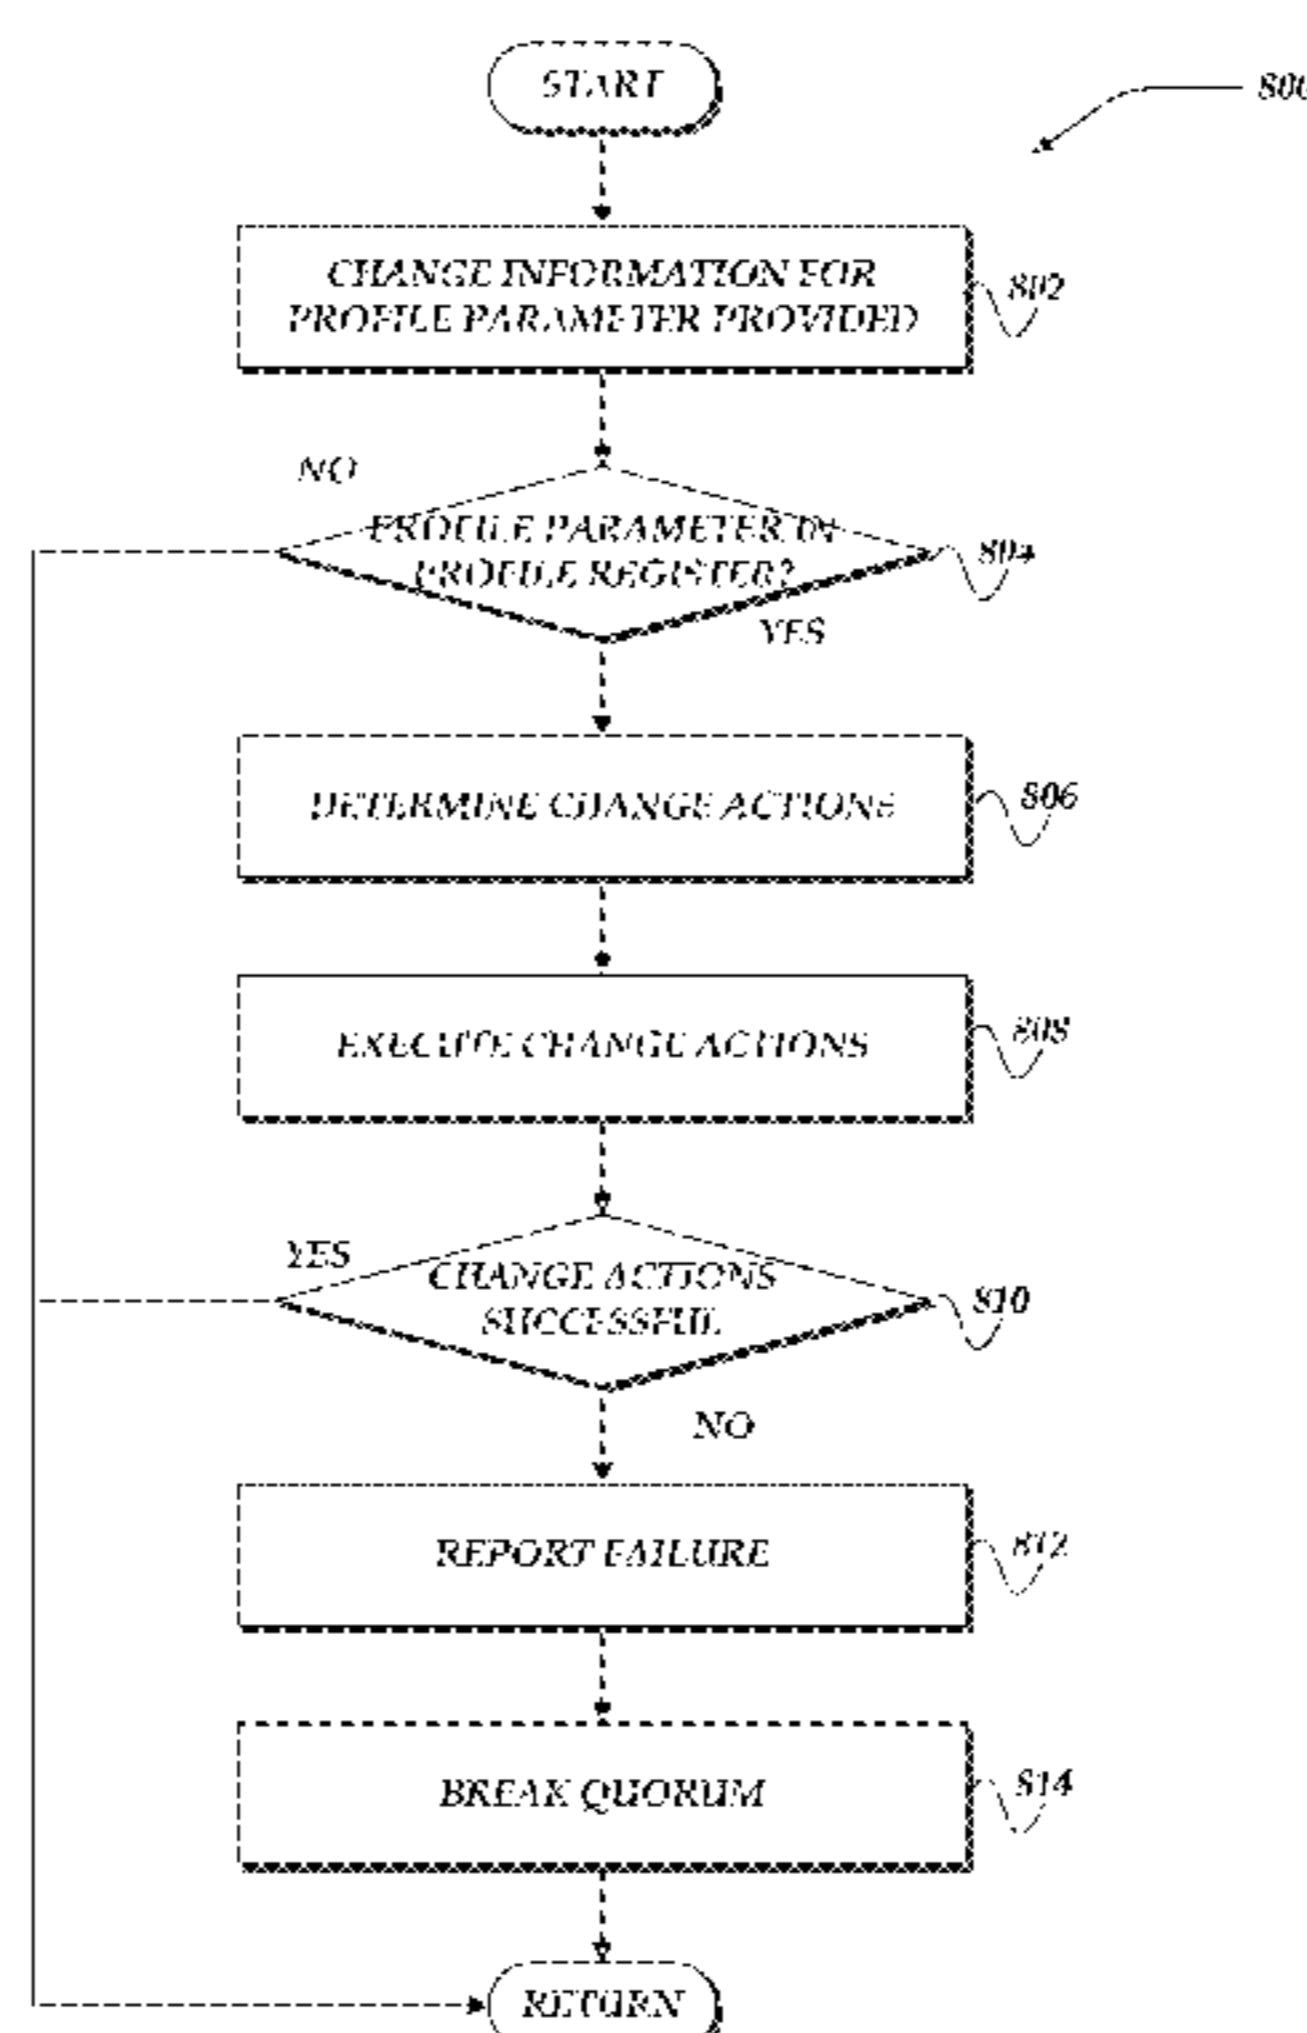 START
800
CHANGE INFORMATION FOR
PROFILE PARAMETER PROVIDED
802
NO
PROFILE PARAMETER IN
PROFILE REGISTER?
804
YES
DETERMINE CHANGE ACTIONS
806
EXECUTE CHANGE ACTIONS
808
YES
CHANGE ACTIONS
SUCCESSFUL
810
NO
REPORT FAILURE
812
BREAK QUORUM
814
RETURN